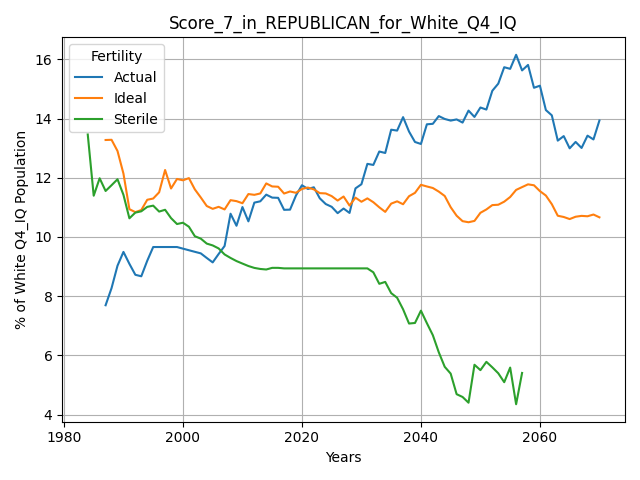 Score_7_in_REPUBLICAN_for_White_Q4_IQ
Fertility
Actual
Ideal
Sterile
% of White Q4_IQ Population
16
14
12
10
8
6
4
1980
2000
2020
2040
2060
Years